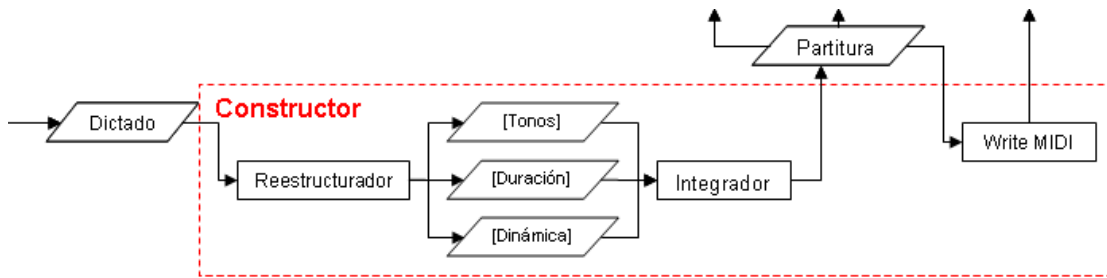 Partitura
Constructor
Dictado
[Tonos]
Write MIDI
Reestructurador
[Duración]
Integrador
[Dinámica]